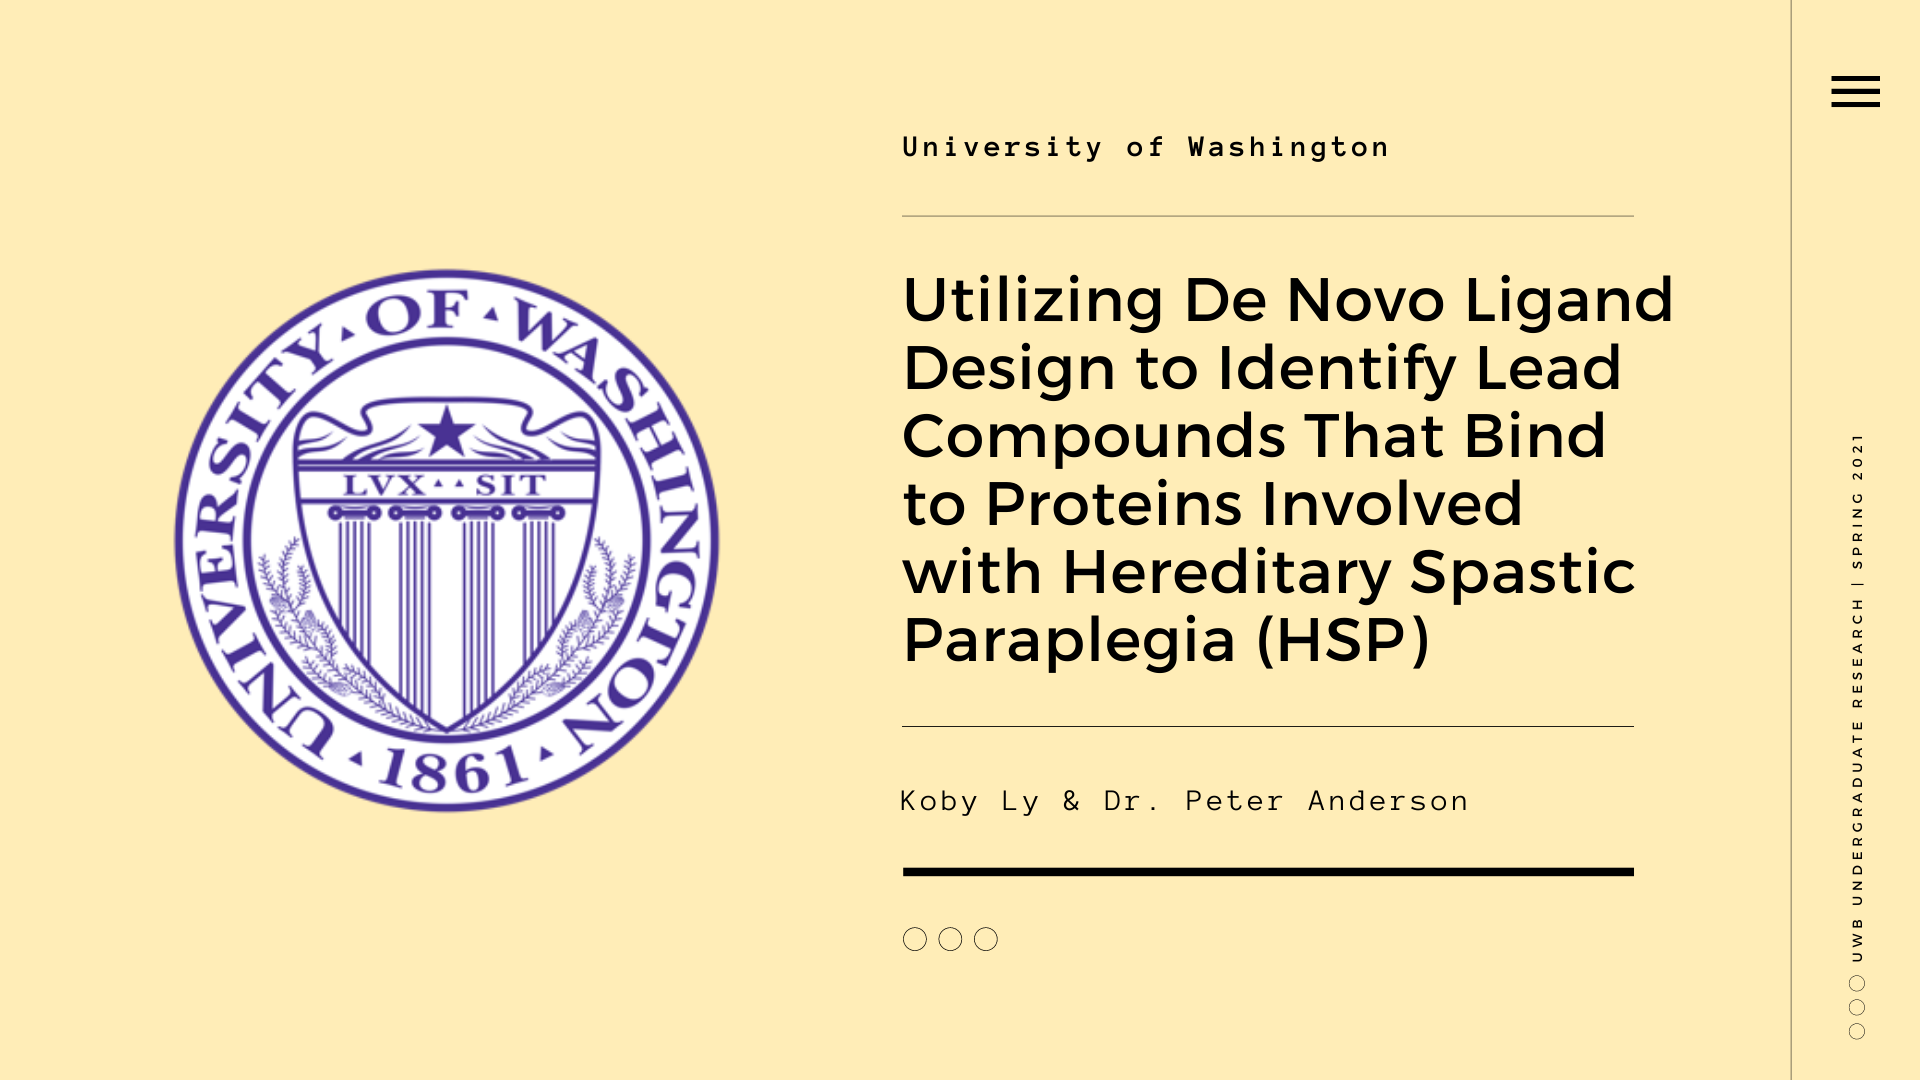 UNIVERSITY · OF · WASHINGTON · 1861 ·
LVX · · SIT
University of Washington
Utilizing De Novo Ligand
Design to Identify Lead
Compounds That Bind
to Proteins Involved
with Hereditary Spastic
Paraplegia (HSP)
Koby Ly & Dr. Peter Anderson
UWB UNDERGRADUATE RESEARCH | SPRING 2021